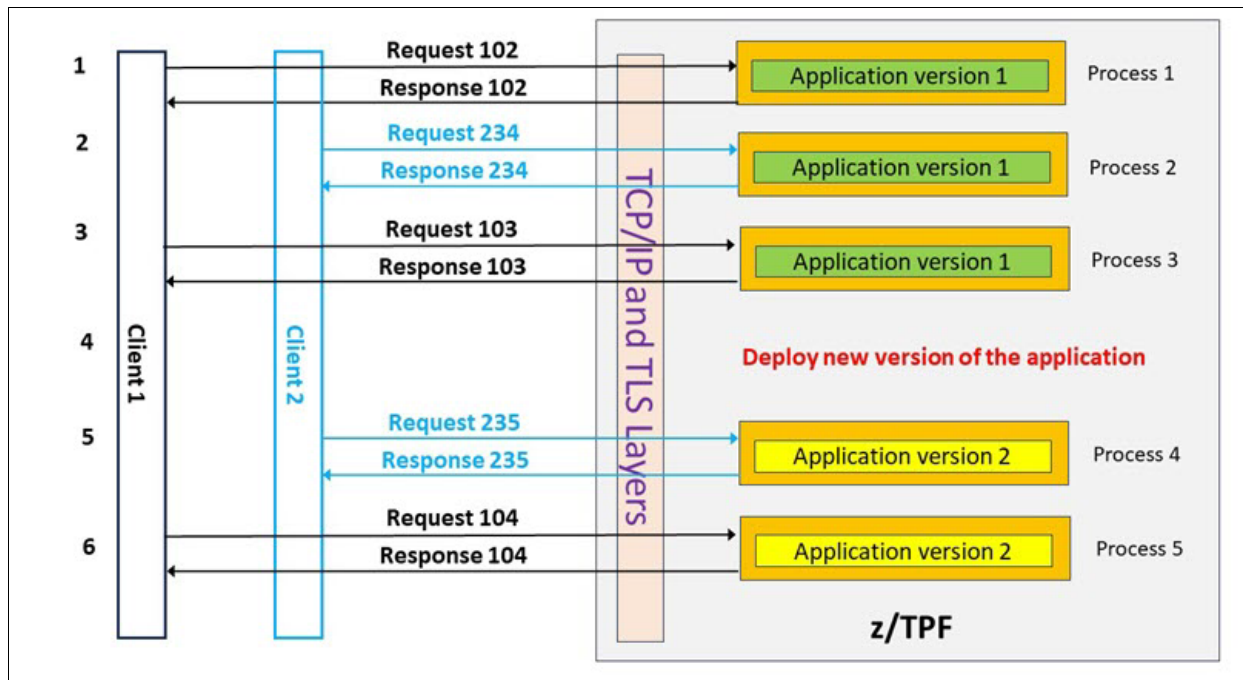 1
Request 102
Response 102
Application version 1
Process 1
2
Request 234
Response 234
Application version 1
Process 2
3
Request 103
Response 103
Application version 1
Process 3
4
Client 1
Client 2
TCP/IP and TLS Layers
Deploy new version of the application
5
Request 235
Response 235
Application version 2
Process 4
6
Request 104
Response 104
Application version 2
Process 5
z/TPF